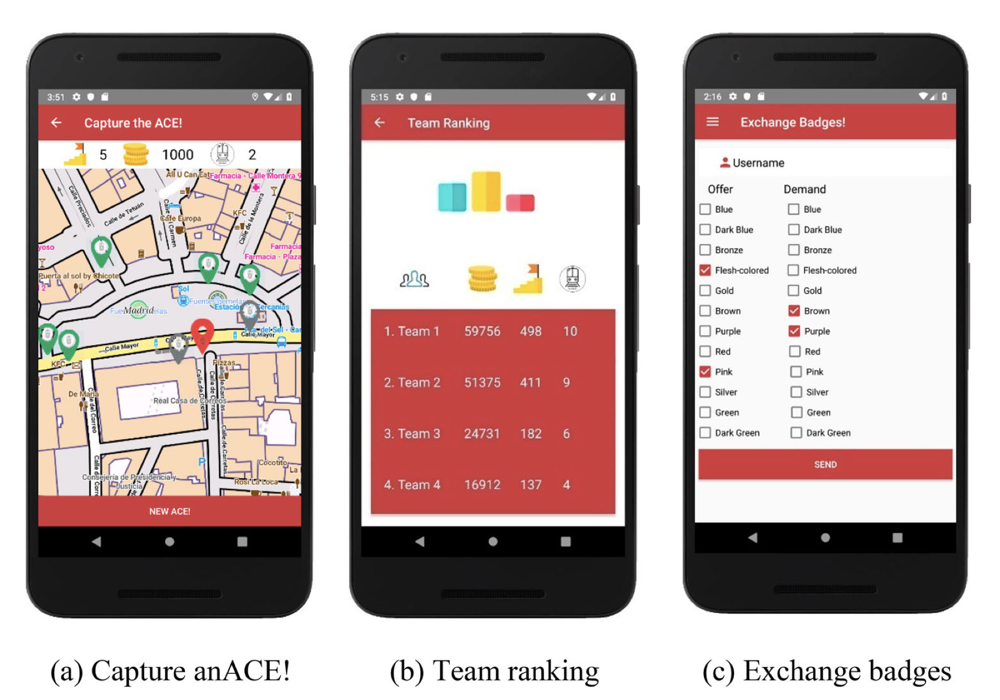 3:51
Capture the ACE!
5 1000 2
All U Can Eat
Farmacia - Calle Montera 9
Calle Preciados
Calle de Tetuán
Café Europa
Carmen
KFC
Calle de la Montera
yoso
Farmacia
Farmacia - Plaza
Puerta al sol by Chicote
2
Sol
Fuentes gemelas
Madrid
Estación
Cercanías
del Sol - Car
Calle Mayor
Calle Mayor
KFC
Pizzas
De María
Calle del Correo
Calle de Carretas
Calle de Carretas
Calle de Carretas
Real Casa de Correos
P
Cocotito
La
Consejería de Presidencia y
Justicia
Rosi La Loca
NEW ACE!
(a) Capture anACE!
5:15
Team Ranking
1. Team 1 59756 498 10
2. Team 2 51375 411 9
3. Team 3 24731 182 6
4. Team 4 16912 137 4
(b) Team ranking
2:16
Exchange Badges!
Username
Offer Demand
Blue Blue
Dark Blue Dark Blue
Bronze Bronze
Flesh-colored Flesh-colored
Gold Gold
Brown Brown
Purple Purple
Red Red
Pink Pink
Silver Silver
Green Green
Dark Green Dark Green
SEND
(c) Exchange badges